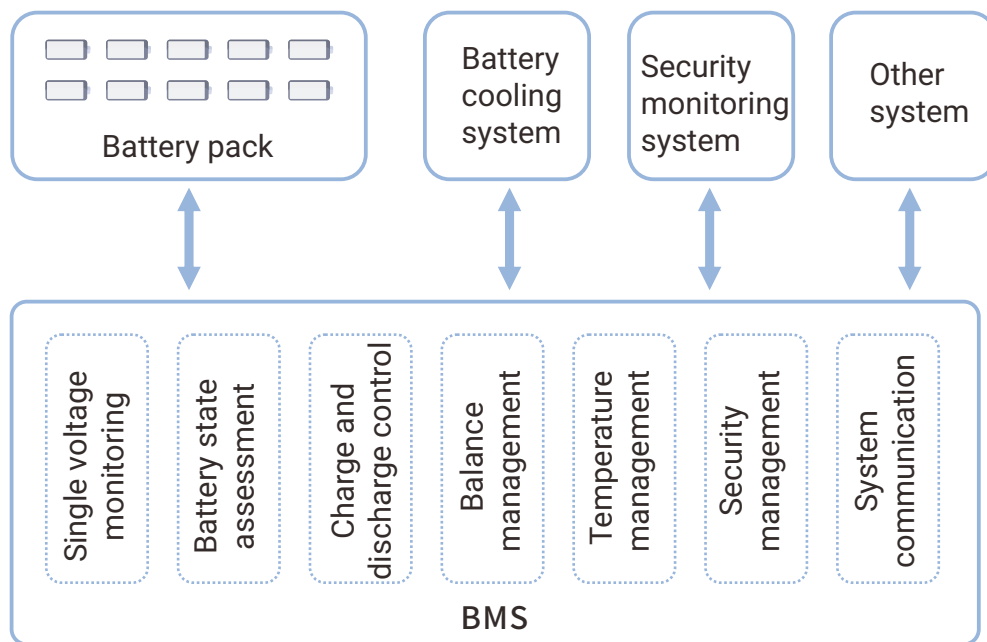 Battery pack
Battery
cooling
system
Security
monitoring
system
Other
system
Single voltage
monitoring
Battery state
assessment
Charge and
discharge control
Balance
management
Temperature
management
Security
management
System
communication
BMS